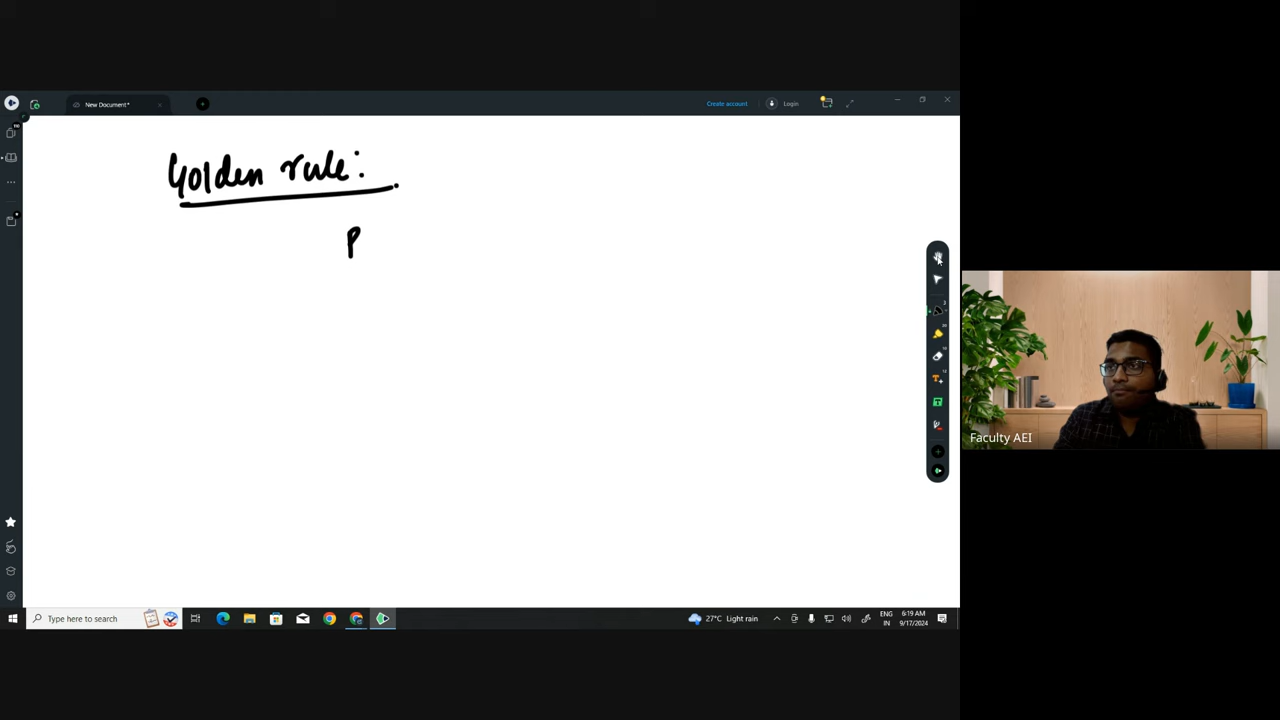 New Document*
Create account
Login
Golden rule:
P
Faculty AEI
Type here to search
27°C Light rain
ENG
IN
6:19 AM
9/17/2024